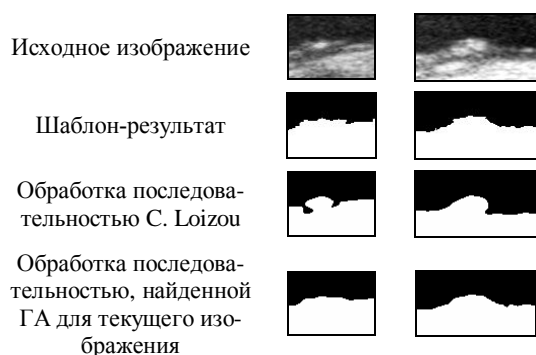 Исходное изображение
Шаблон-результат
Обработка последова-
тельностью C. Loizou
Обработка последова-
тельностью, найденной
ГА для текущего изо-
бражения